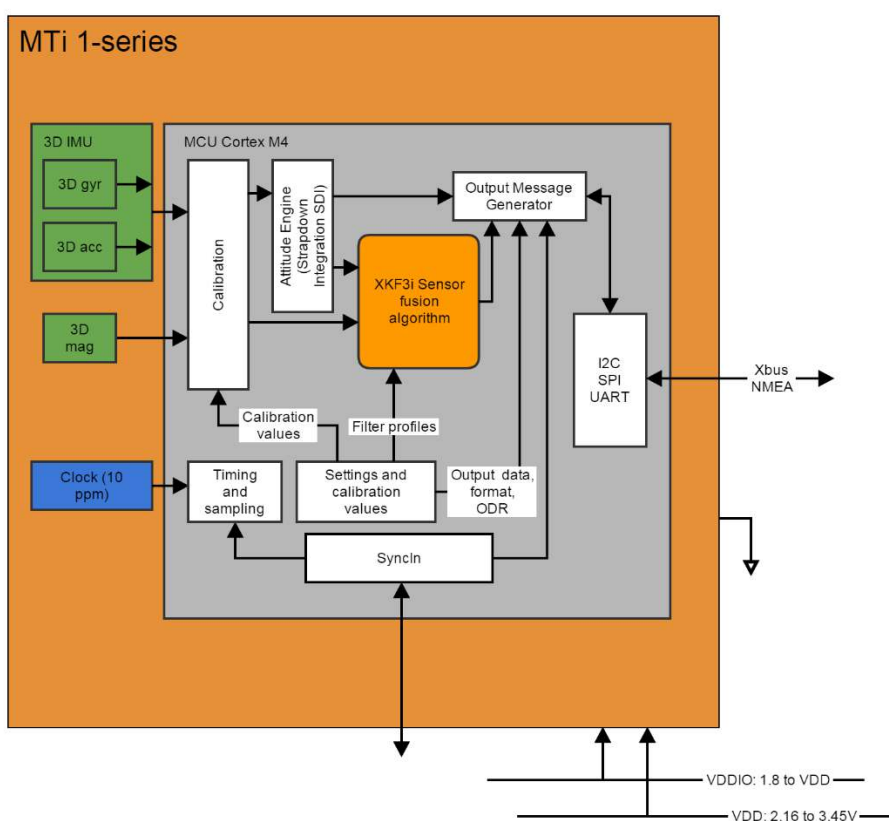 MTi 1-series
3D IMU
3D gyr
3D acc
3D
mag
Clock (10
ppm)
MCU Cortex M4
Calibration
Attitude Engine
(Strapdown
Integration SDI)
Output Message
Generator
XKF3i Sensor
fusion
algorithm
I2C
SPI
UART
Xbus
NMEA
Calibration
values
Filter profiles
Timing
and
sampling
Settings and
calibration
values
Output data,
format,
ODR
SyncIn
VDDIO: 1.8 to VDD
VDD: 2.16 to 3.45V